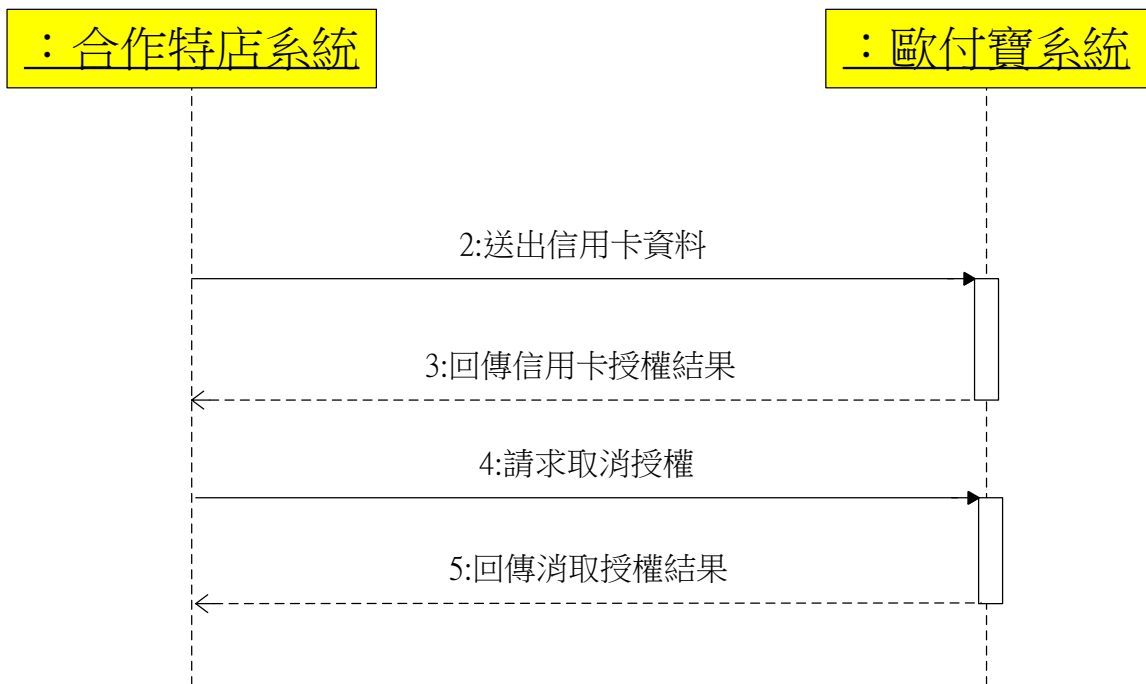 ：合作特店系統
：歐付寶系統
2:送出信用卡資料
3:回傳信用卡授權結果
4:請求取消授權
5:回傳消取授權結果